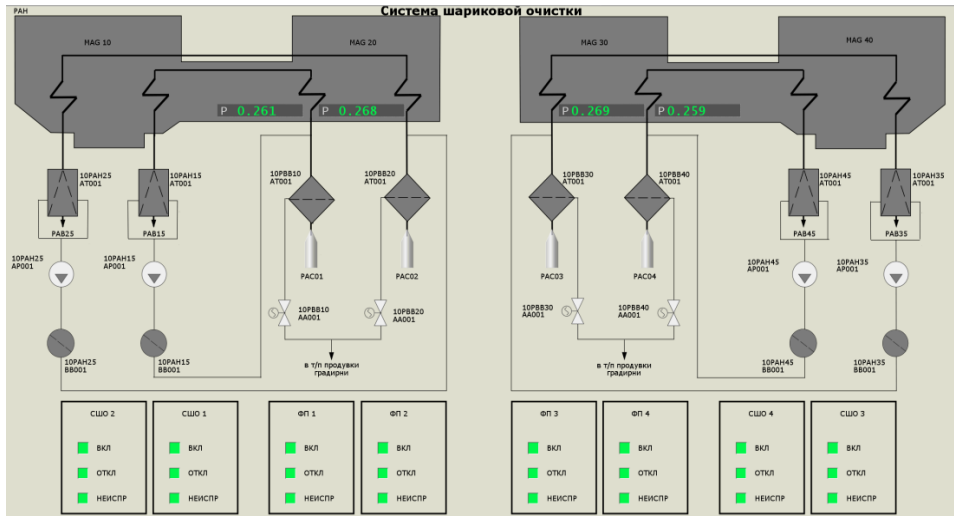 Система шариковой очистки
PAH
MAG 10
MAG 20
MAG 30
MAG 40
P 0.261
P 0.268
P 0.269
P 0.259
10PAH25
AT001
10PAH15
AT001
10PBB10
AT001
10PBB20
AT001
10PBB30
AT001
10PBB40
AT001
10PAH45
AT001
10PAH35
AT001
PAB25
PAB15
PAB45
PAB35
10PAH25
AP001
10PAH15
AP001
PAC01
PAC02
PAC03
PAC04
10PAH45
AP001
10PAH35
AP001
10PBB10
AA001
10PBB20
AA001
10PBB30
AA001
10PBB40
AA001
10PAH25
BB001
10PAH15
BB001
в т/п продувки
градирни
в т/п продувки
градирни
10PAH45
BB001
10PAH35
BB001
СШО 2
ВКЛ
ОТКЛ
НЕИСПР
СШО 1
ВКЛ
ОТКЛ
НЕИСПР
ФП 1
ВКЛ
ОТКЛ
НЕИСПР
ФП 2
ВКЛ
ОТКЛ
НЕИСПР
ФП 3
ВКЛ
ОТКЛ
НЕИСПР
ФП 4
ВКЛ
ОТКЛ
НЕИСПР
СШО 4
ВКЛ
ОТКЛ
НЕИСПР
СШО 3
ВКЛ
ОТКЛ
НЕИСПР